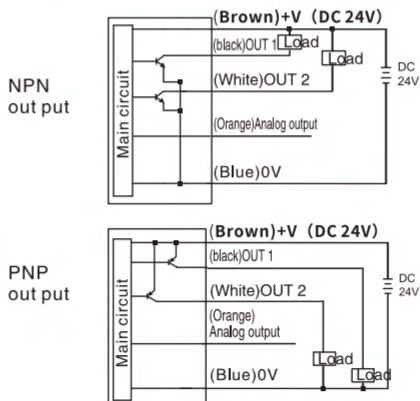 NPN
out put
Main circuit
(Brown)+V (DC 24V)
(black)OUT 1
Load
Load
(White)OUT 2
(Orange)Analog output
(Blue)0V
DC
24V
PNP
out put
Main circuit
(Brown)+V (DC 24V)
(black)OUT 1
(White)OUT 2
(Orange)
Analog output
Load
Load
(Blue)0V
DC
24V